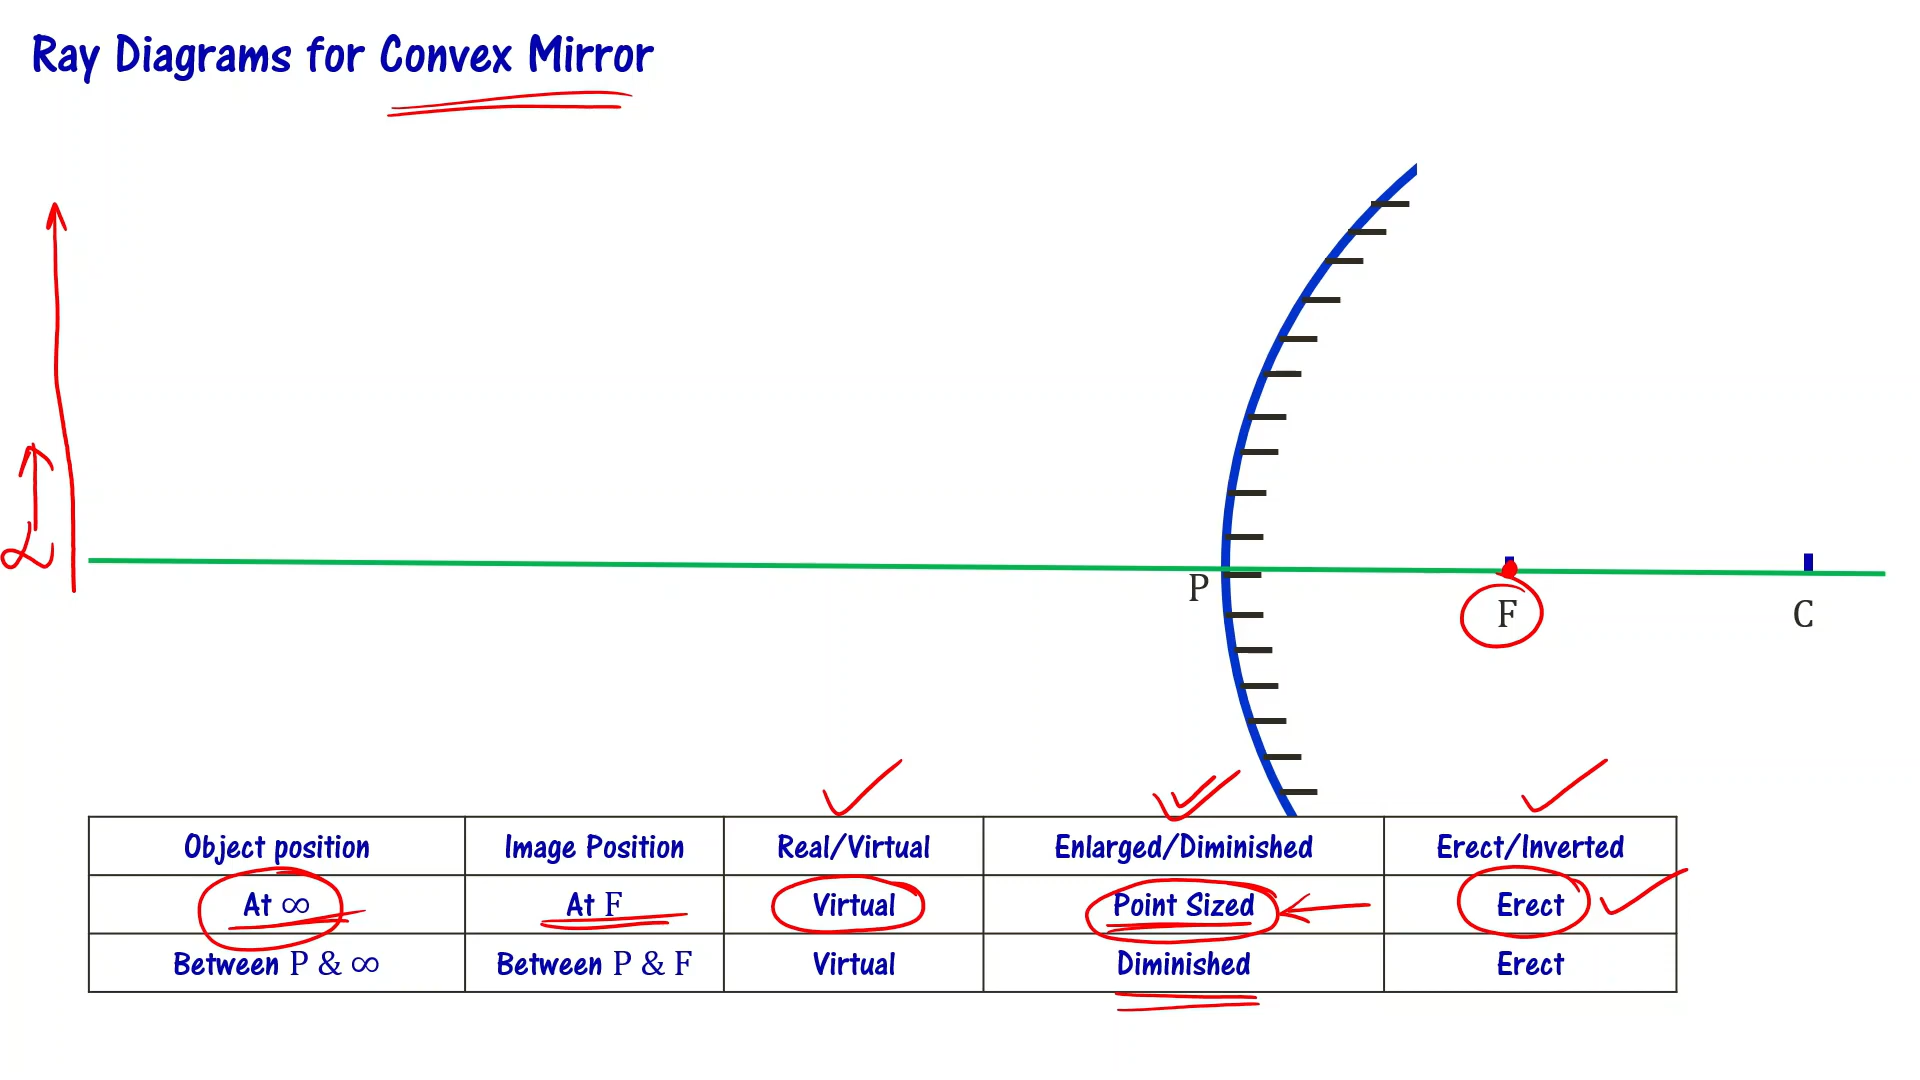 Ray Diagrams for Convex Mirror
P
F
C
Object position Image Position Real/Virtual Enlarged/Diminished Erect/Inverted
At ∞ At F Virtual Point Sized Erect
Between P & ∞ Between P & F Virtual Diminished Erect